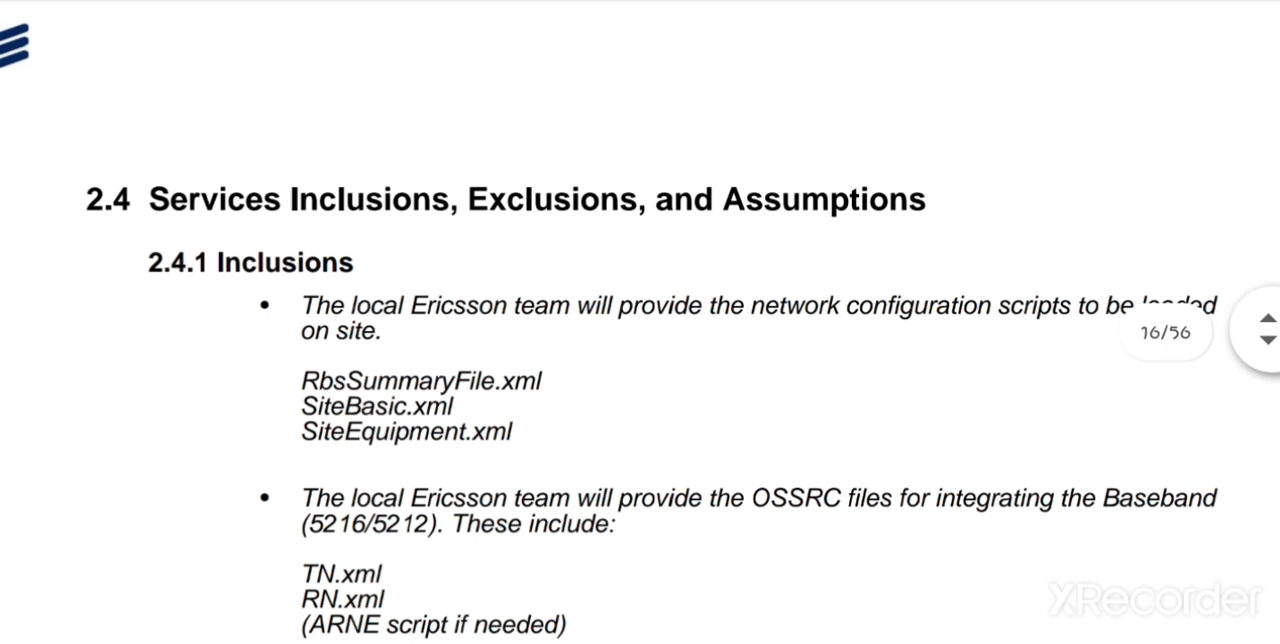 2.4 Services Inclusions, Exclusions, and Assumptions
2.4.1 Inclusions
• The local Ericsson team will provide the network configuration scripts to be loaded
on site.
16/56
RbsSummaryFile.xml
SiteBasic.xml
SiteEquipment.xml
• The local Ericsson team will provide the OSSRC files for integrating the Baseband
(5216/5212). These include:
TN.xml
RN.xml
(ARNE script if needed)
XRecorder